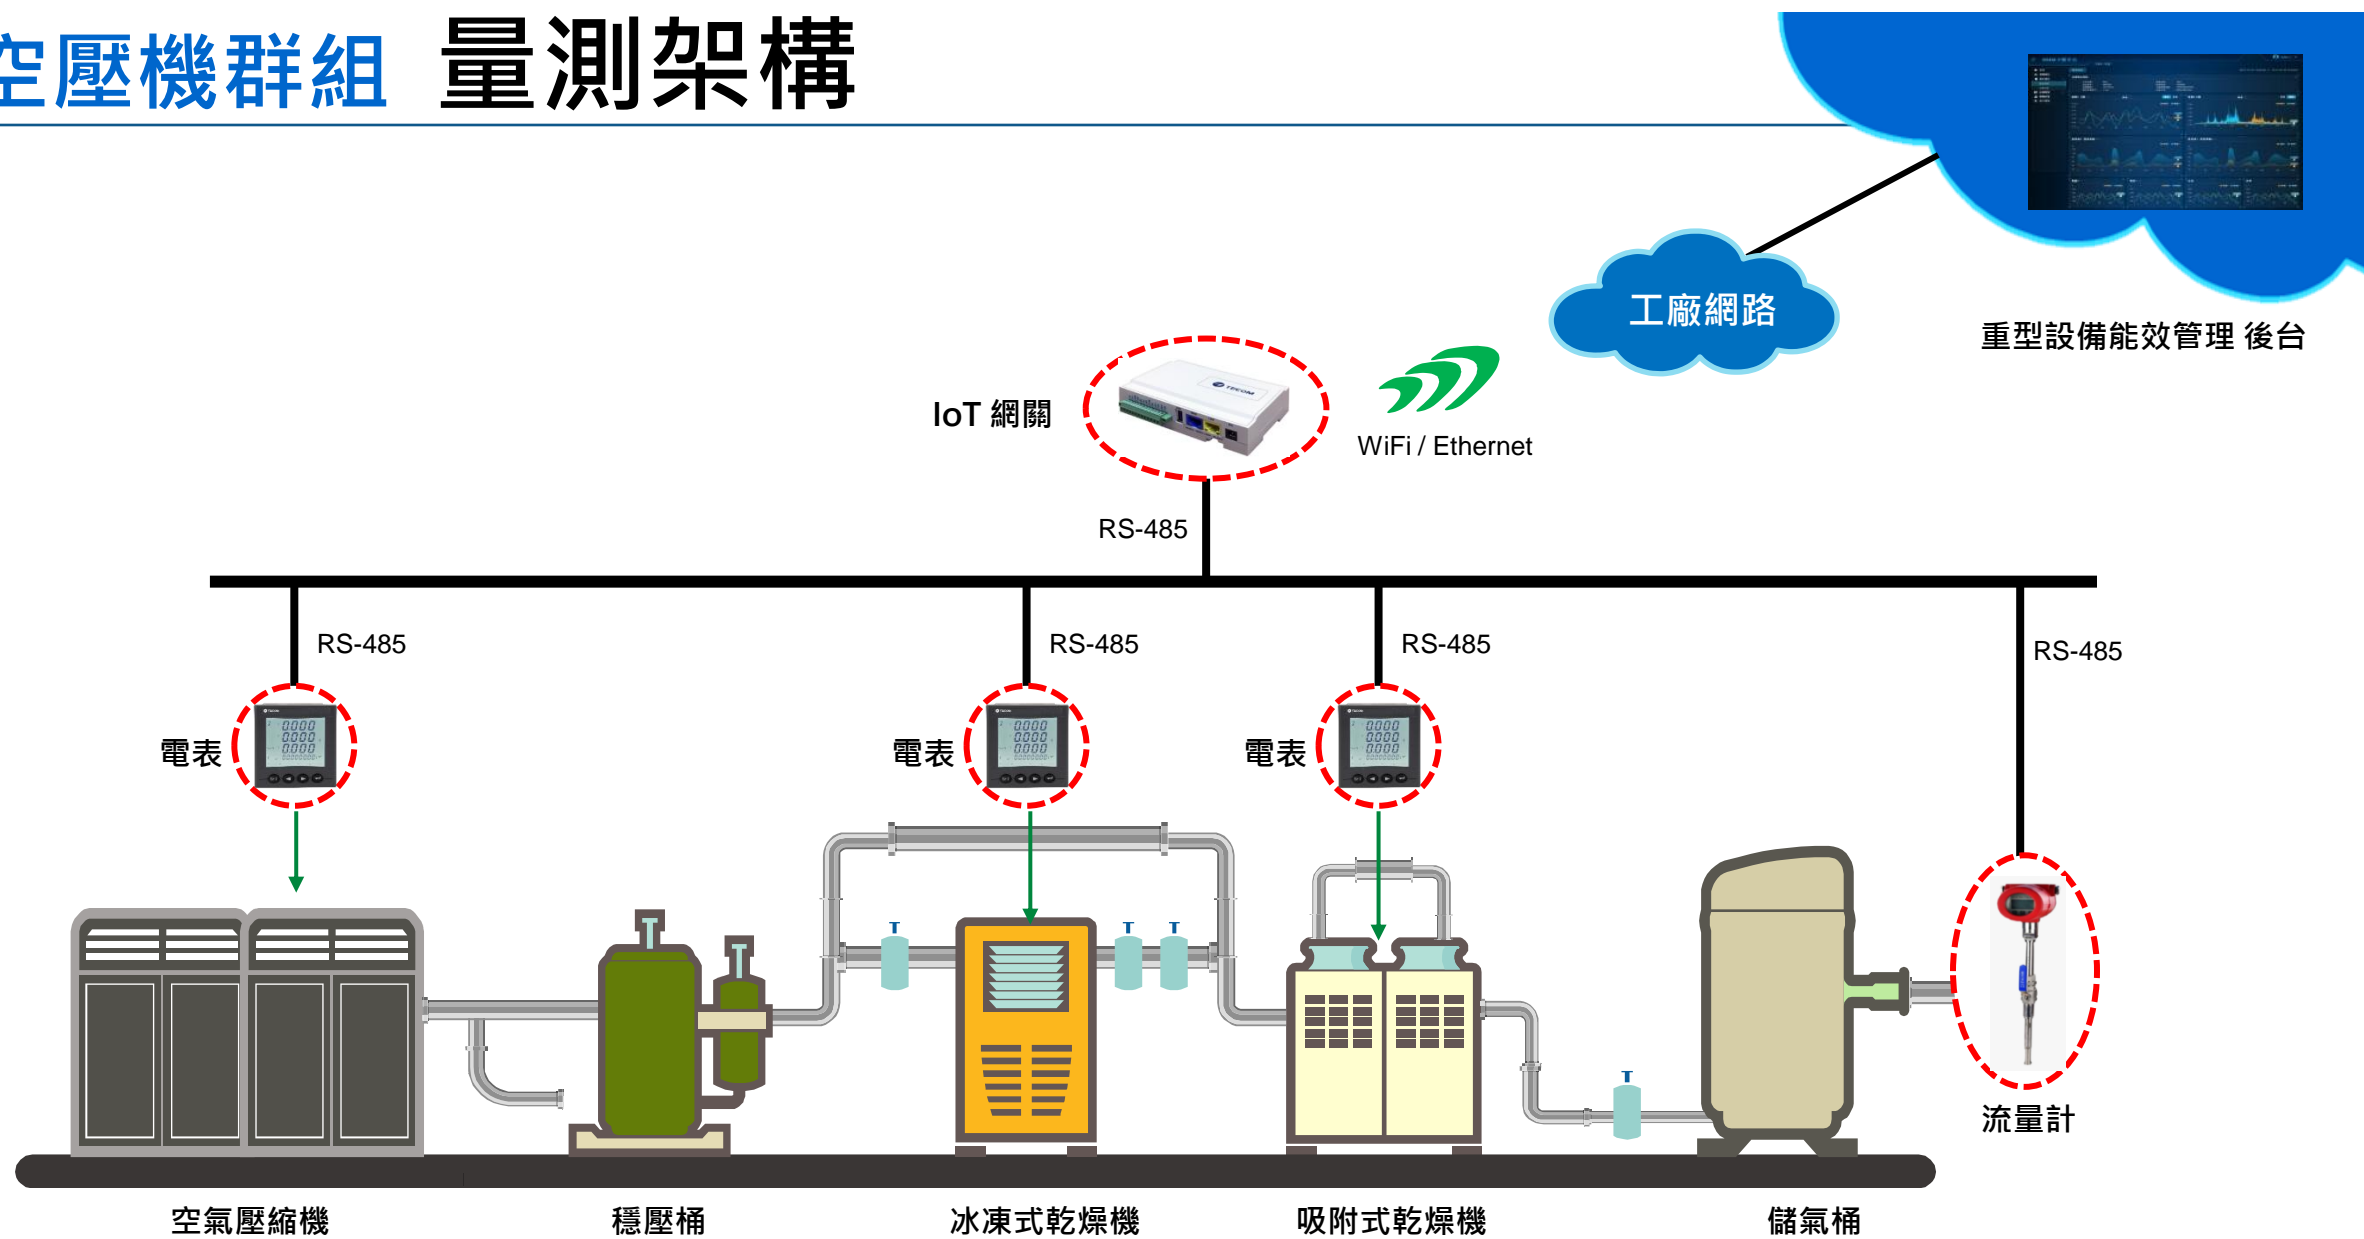 空壓機群組 量測架構
工廠網路
重型設備能效管理 後台
IoT 網關
TECOM
WiFi / Ethernet
RS-485
RS-485
RS-485
RS-485
RS-485
電表
電表
電表
流量計
空氣壓縮機
穩壓桶
冰凍式乾燥機
吸附式乾燥機
儲氣桶